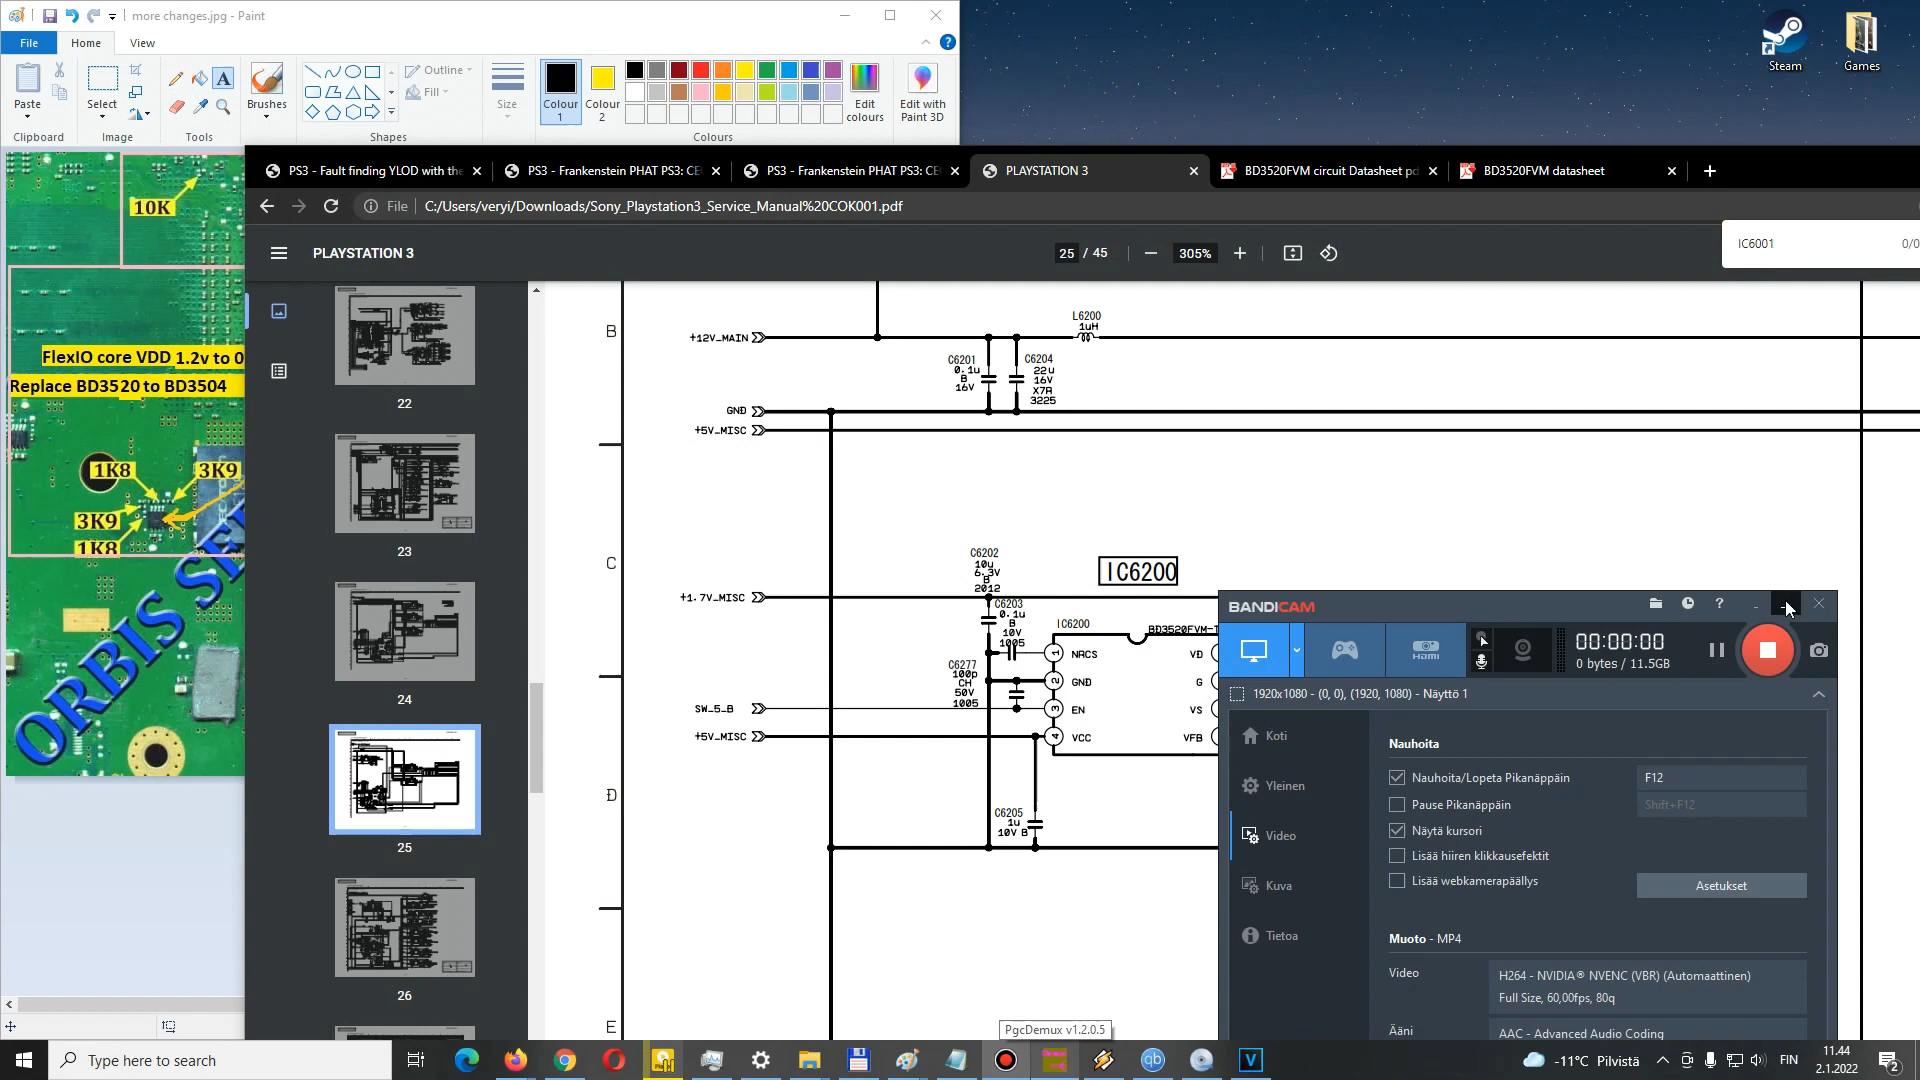 more changes.jpg - Paint
Steam
Games
File
Home
View
Outline
Fill
Paste
Select
Brushes
Size
Colour
1
Colour
2
Edit
colours
Edit with
Paint 3D
Clipboard
Image
Tools
Shapes
Colours
PS3 - Fault finding YLOD with the
PS3 - Frankenstein PHAT PS3: CE
PS3 - Frankenstein PHAT PS3: CE
PLAYSTATION 3
BD3520FVM circuit Datasheet pd
BD3520FVM datasheet
File
C:/Users/veryi/Downloads/Sony_Playstation3_Service_Manual%20COK001.pdf
PLAYSTATION 3
25 / 45
305%
IC6001
0/0
10K
FlexIO core VDD 1.2v to 0
Replace BD3520 to BD3504
1K8
3K9
3K9
1K8
ORBIS SE
22
23
24
25
26
B
C
D
E
+12V_MAIN
L6200
1uH
C6201
0.1u
B
16V
C6204
22u
16V
X7R
3225
GND
+5V_MISC
C6202
10u
6.3V
B
2012
IC6200
+1.7V_MISC
C6203
0.1u
B
10V
1005
IC6200
BD3520FVM-T
1 NRCS
VD
C6277
100p
CH
50V
1005
2 GND
G
SW_5_B
3 EN
VS
+5V_MISC
4 VCC
VFB
C6205
1u
10V B
BANDICAM
00:00:00
0 bytes / 11.5GB
HDMI
1920x1080 - (0, 0), (1920, 1080) - Näyttö 1
Koti
Yleinen
Video
Kuva
Tietoa
Nauhoita
Nauhoita/Lopeta Pikanäppäin
F12
Pause Pikanäppäin
Shift+F12
Näytä kursori
Lisää hiiren klikkausefektit
Lisää webkamerapäällys
Asetukset
Muoto - MP4
Video
H264 - NVIDIA® NVENC (VBR) (Automaattinen)
Full Size, 60,00fps, 80q
Ääni
AAC - Advanced Audio Coding
PgcDemux v1.2.0.5
Type here to search
-11°C Pilvistä
FIN
11.44
2.1.2022
2